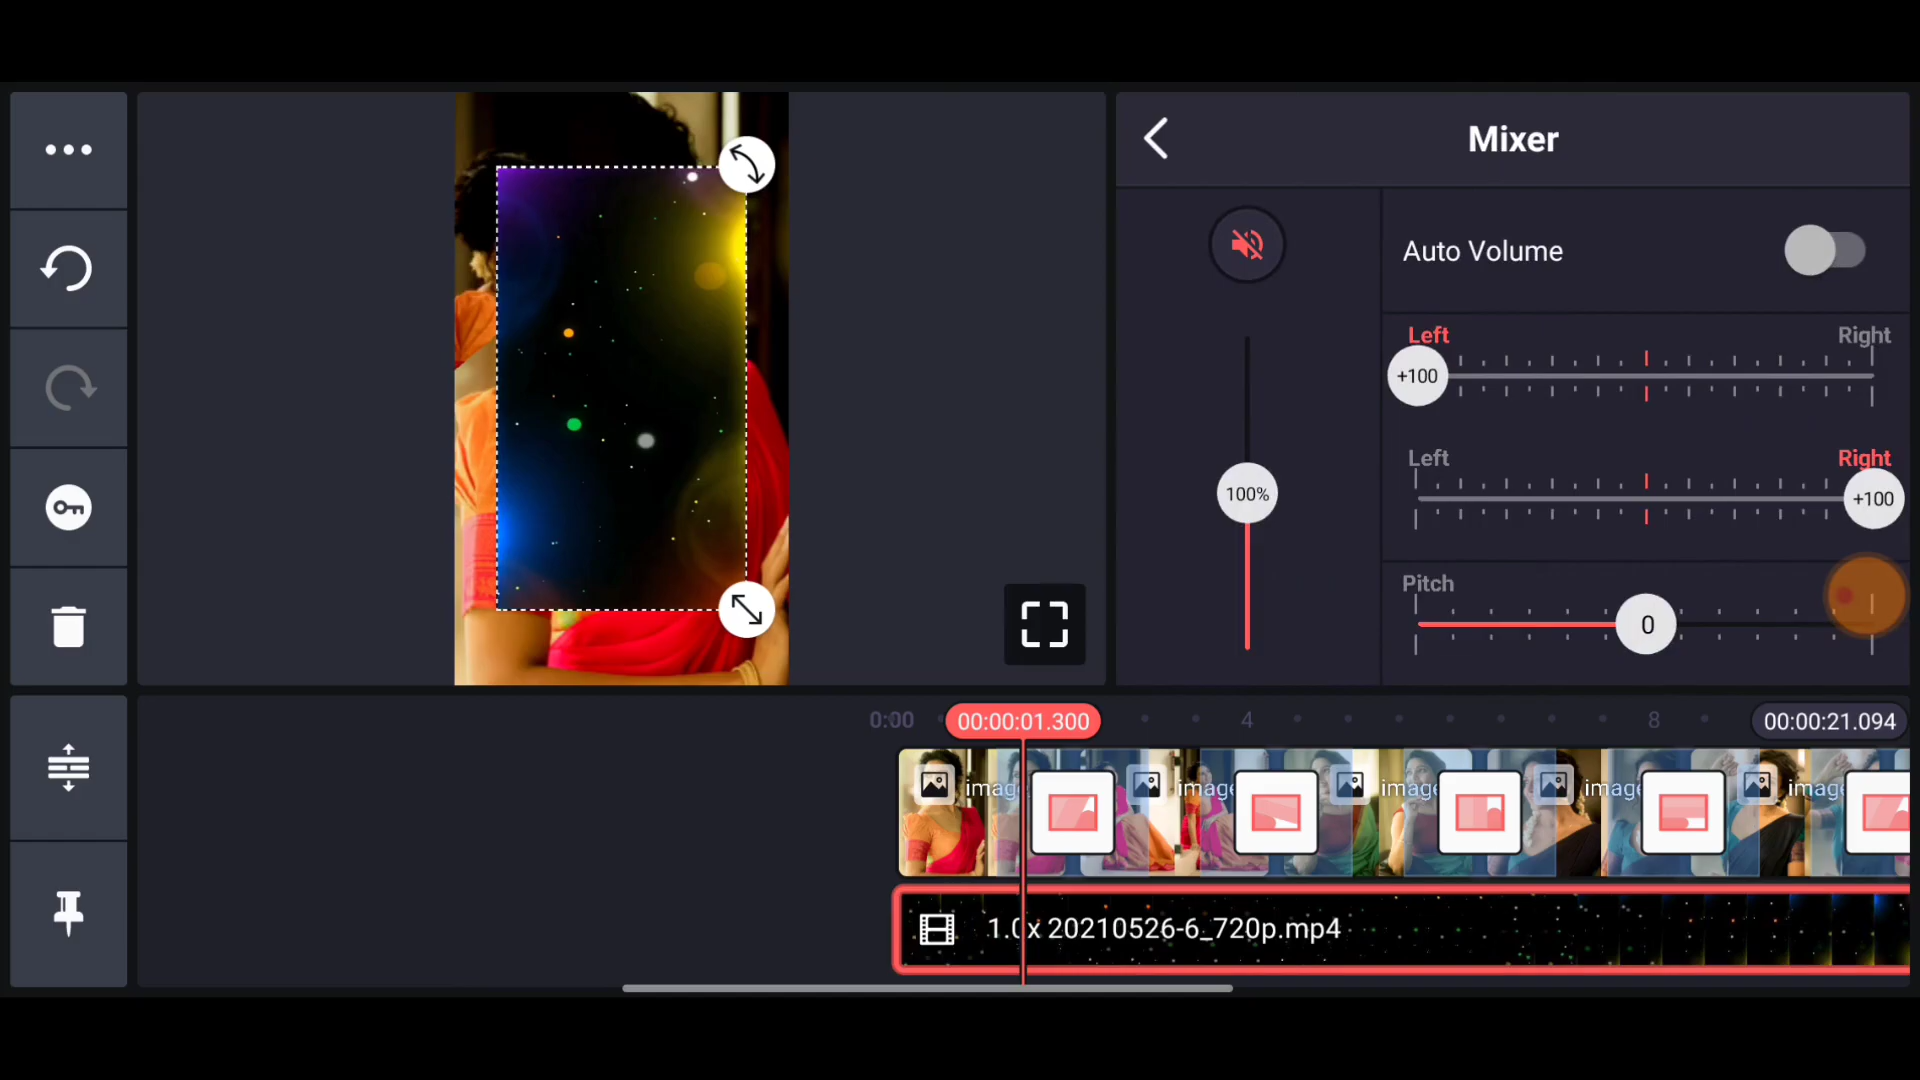 Mixer
Auto Volume
Left
Right
+100
Left
Right
+100
100%
Pitch
0
0:00
00:00:01.300
4
8
00:00:21.094
imag
image
image
image
image
1.0x 20210526-6_720p.mp4